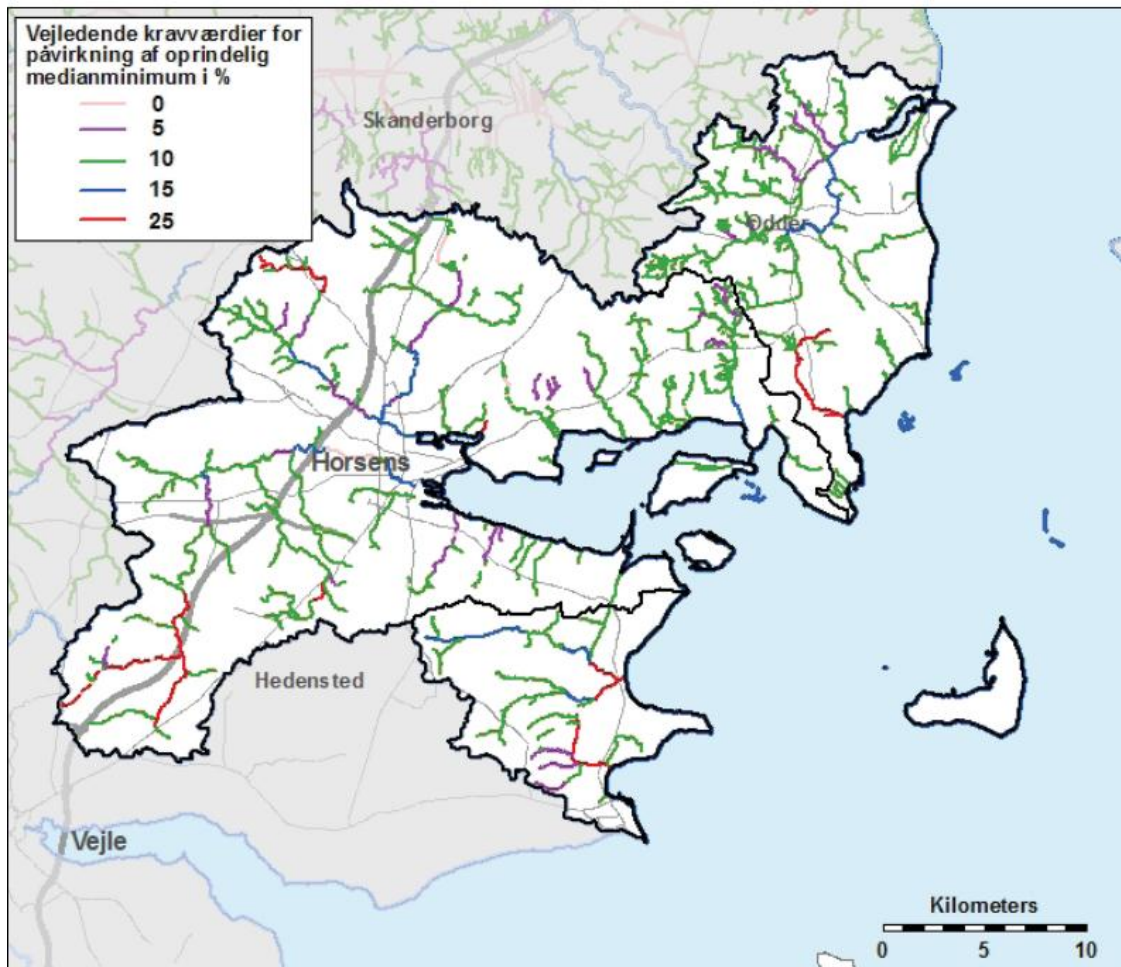 Vejledende kravværdier for
påvirkning af oprindelig
medianminimum i %
0
5
10
15
25
Skanderborg
Odder
Horsens
Hedensted
Vejle
Kilometers
0 5 10